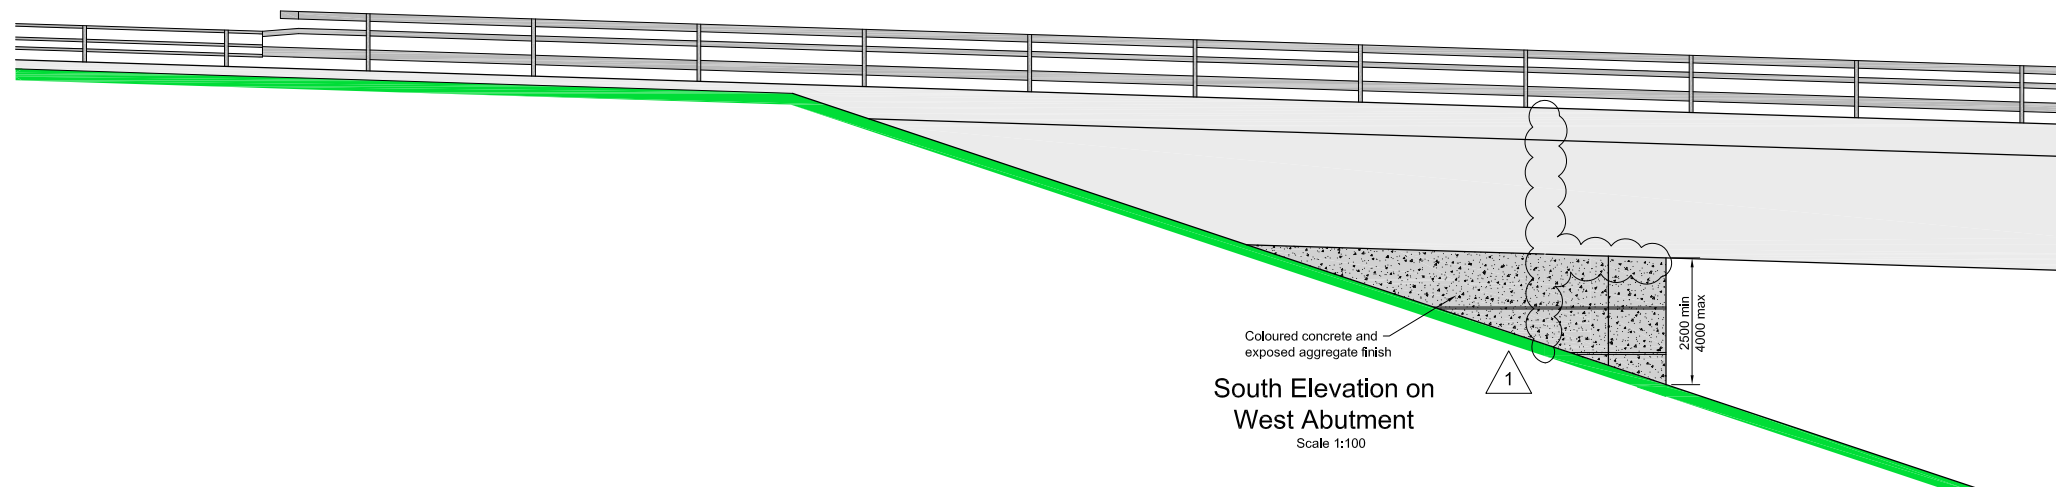 Coloured concrete and
exposed aggregate finish
South Elevation on
West Abutment
Scale 1:100
1
2500 min
4000 max